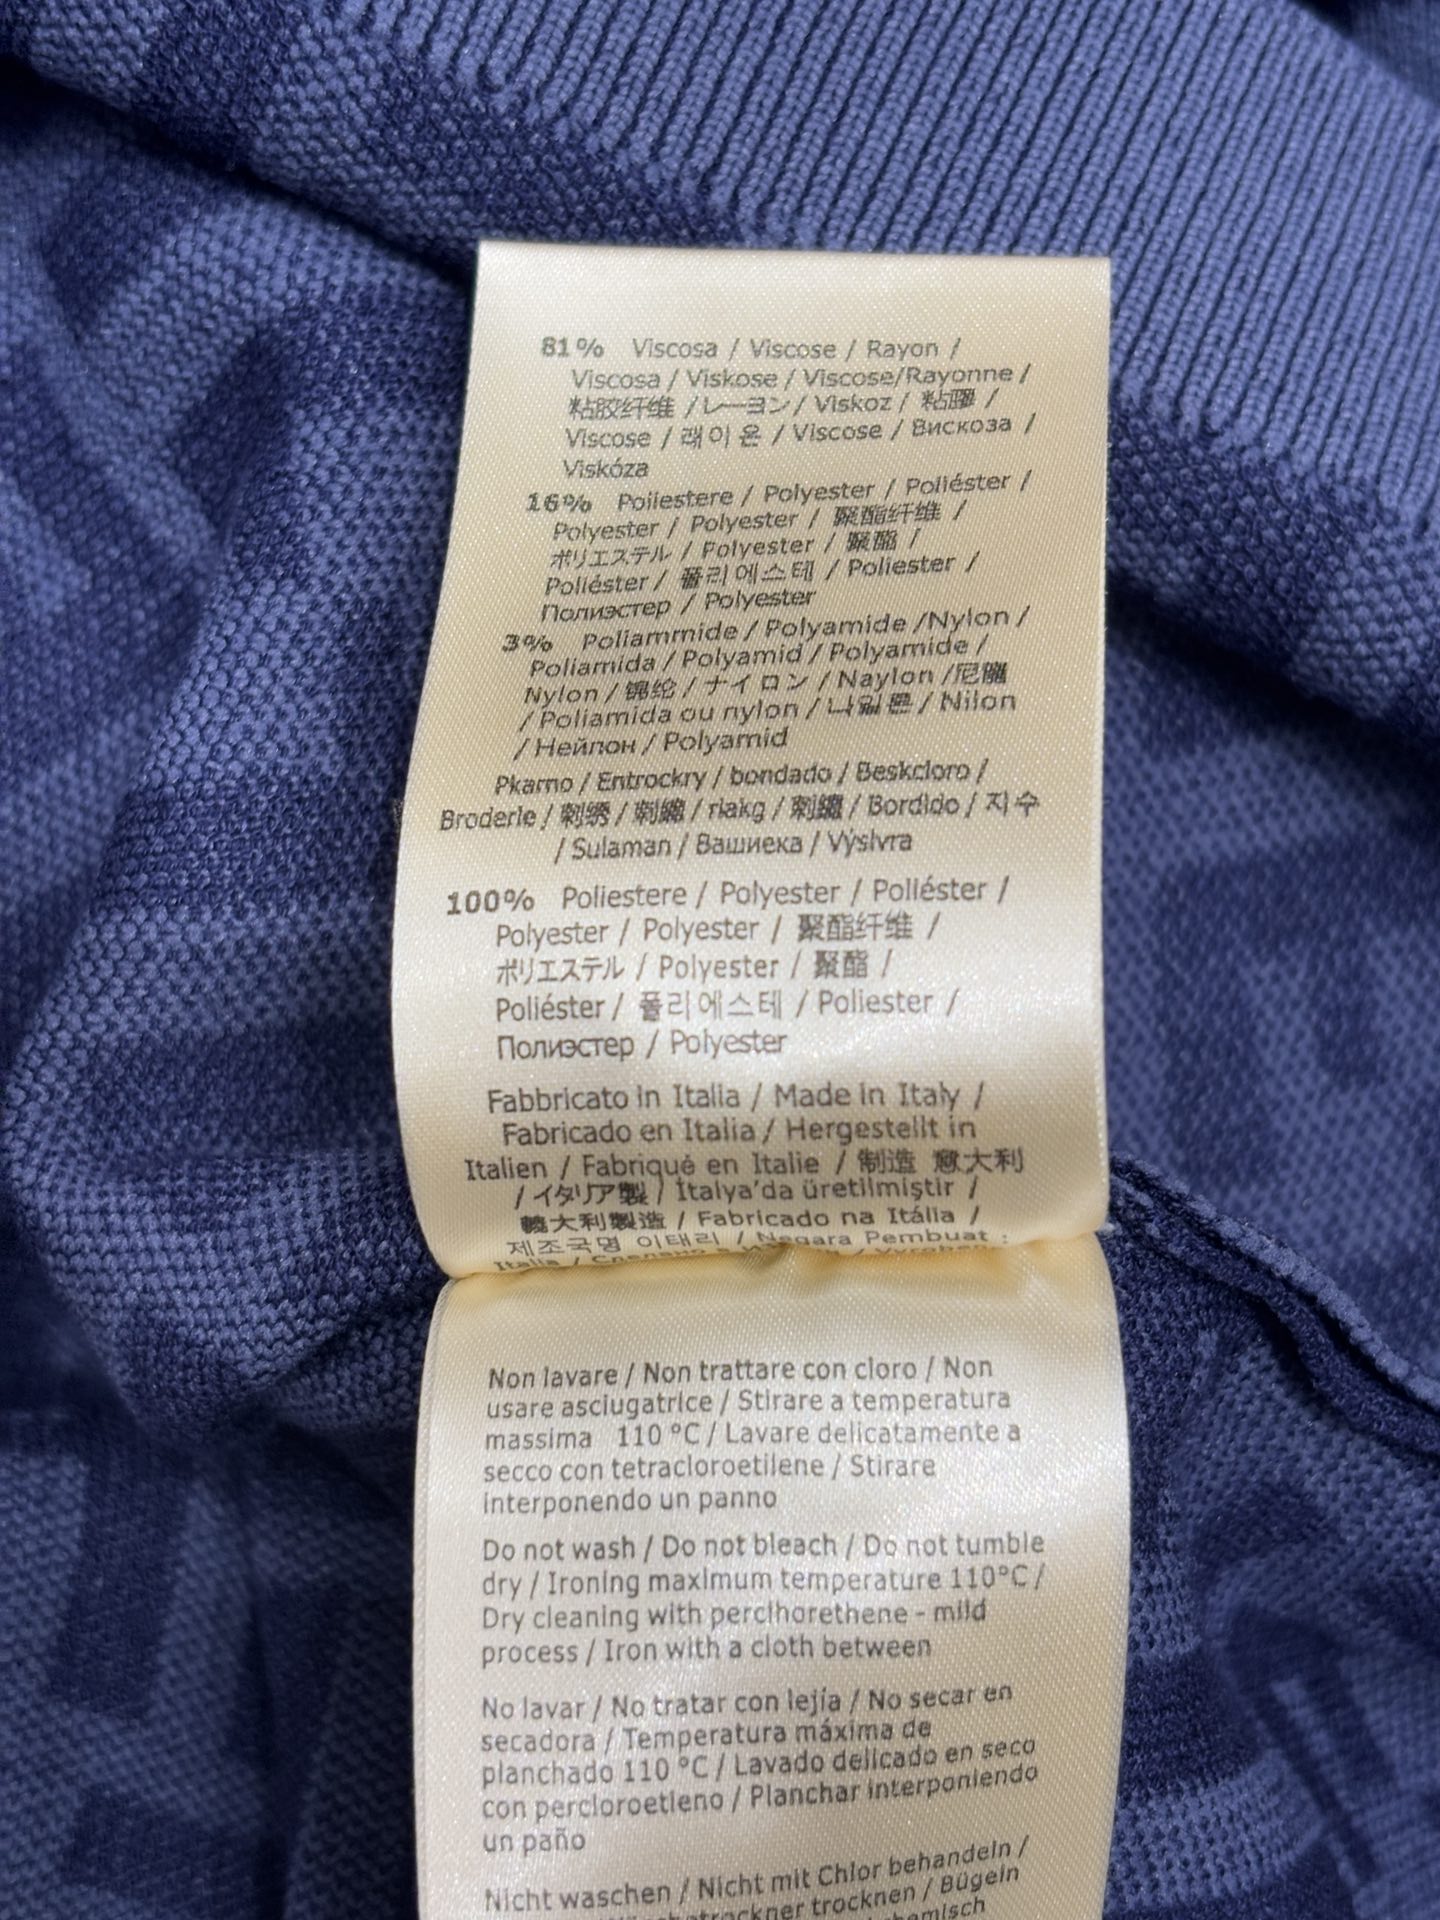 81% Viscosa / Viscose / Rayon /
Viscosa / Viskose / Viscose/Rayonne /
粘胶纤维 / レーヨン / Viskoz / 粘膠 /
Viscose / 래이온 / Viscose / Вискоза /
Viskóza
16% Poliestere / Polyester / Poliéster /
Polyester / Polyester / 聚酯纤维 /
ポリエステル / Polyester / 聚酯 /
Poliéster / 폴리에스테 / Poliester /
Полиэстер / Polyester
3% Poliammide / Polyamide /Nylon /
Poliamida / Polyamid / Polyamide /
Nylon / 锦纶 / ナイロン / Naylon /尼龍
/ Poliamida ou nylon / 나일론 / Nilon
/ Нейлон / Polyamid
Pkamo / Entrockry / bondado / Beskcloro /
Broderle / 刺绣 / 刺繡 / riakg / 刺繡 / Bordldo / 지수
/ Sulaman / Вашиека / Výslvra
100% Poliestere / Polyester / Poliéster /
Polyester / Polyester / 聚酯纤维 /
ポリエステル / Polyester / 聚酯 /
Poliéster / 폴리에스테 / Poliester /
Полиэстер / Polyester
Fabbricato in Italia / Made in Italy /
Fabricado en Italia / Hergestellt in
Italien / Fabriqué en Italie / 制造 意大利
/ イタリア製 / İtalya'da üretilmiştir /
義大利製造 / Fabricado na Itália /
제조국명 이태리 / Negara Pembuat :
Italia / Vyroben
Non lavare / Non trattare con cloro / Non
usare asciugatrice / Stirare a temperatura
massima 110 °C / Lavare delicatamente a
secco con tetracloroetilene / Stirare
interponendo un panno
Do not wash / Do not bleach / Do not tumble
dry / Ironing maximum temperature 110°C /
Dry cleaning with perclhorethene - mild
process / Iron with a cloth between
No lavar / No tratar con lejía / No secar en
secadora / Temperatura máxima de
planchado 110 °C / Lavado delicado en seco
con percloroetleno / Planchar interponiendo
un paño
Nicht waschen / Nicht mit Chlor behandeln /
trocknen / Bügeln